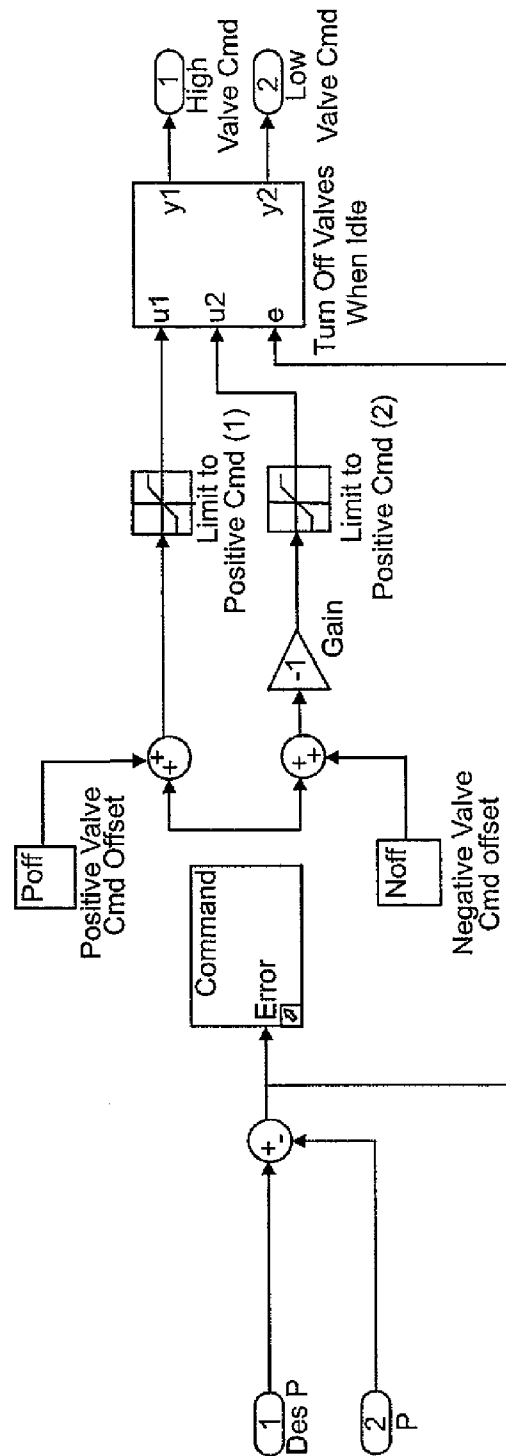 1
Des P
2
P
+
-
Command
Error
Poff
Positive Valve
Cmd Offset
Noff
Negative Valve
Cmd offset
+
+
+
+
-1
Gain
Limit to
Positive Cmd (1)
Limit to
Positive Cmd (2)
u1
u2
e
y1
y2
Turn Off Valves
When Idle
1
High
Valve Cmd
2
Low
Valve Cmd